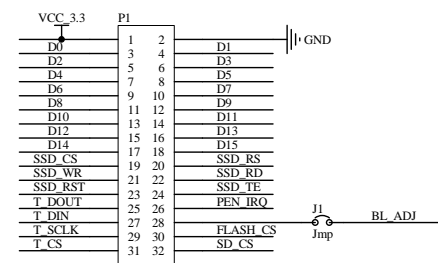 VCC_3.3 P1
1 2 GND
D0 3 4 D1
D2 5 6 D3
D4 7 8 D5
D6 9 10 D7
D8 11 12 D9
D10 13 14 D11
D12 15 16 D13
D14 17 18 D15
SSD_CS 19 20 SSD_RS
SSD_WR 21 22 SSD_RD
SSD_RST 23 24 SSD_TE
T_DOUT 25 26 PEN_IRQ
T_DIN 27 28 J1 BL_ADJ
T_SCLK 29 30 FLASH_CS Jmp
T_CS 31 32 SD_CS